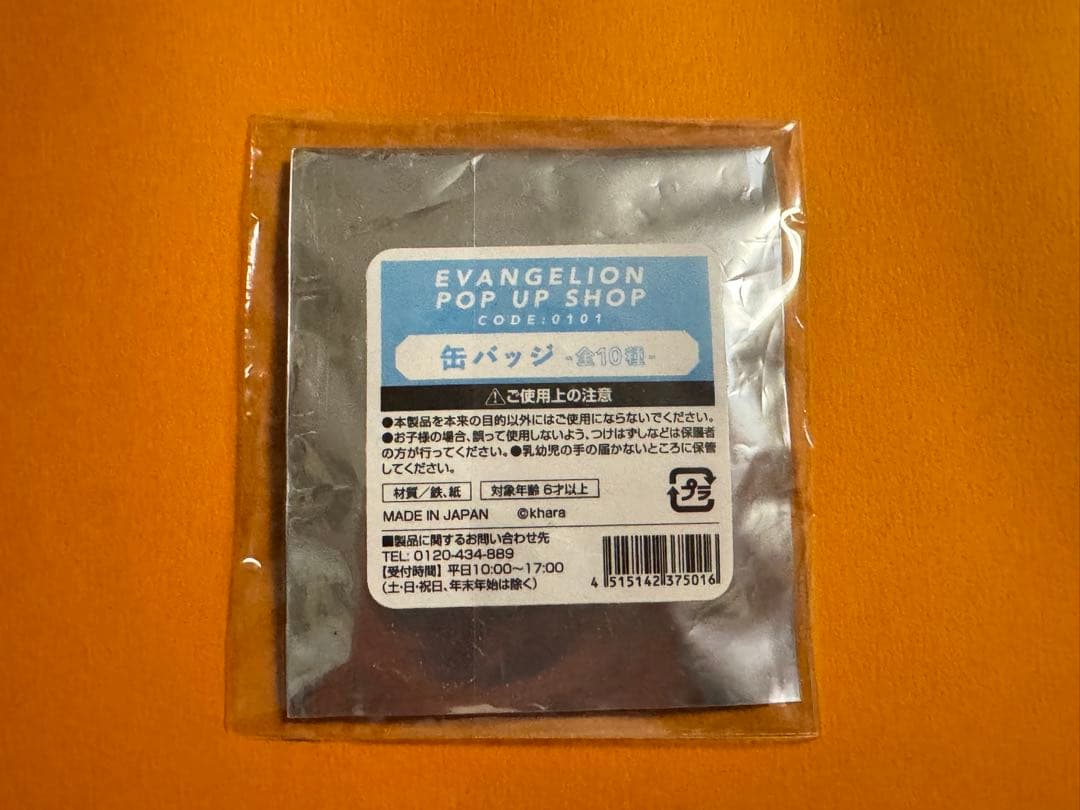 EVANGELION
POP UP SHOP
CODE:0101
缶バッジ -全10種-
⚠ご使用上の注意
●本製品を本来の目的以外にはご使用にならないでください。
●お子様の場合、誤って使用しないよう、つけはずしなどは保護者
の方が行ってください。●乳幼児の手の届かないところに保管
してください。
材質/鉄、紙 対象年齢 6才以上
プラ
MADE IN JAPAN ©khara
■製品に関するお問い合わせ先
TEL: 0120-434-889
【受付時間】平日10:00~17:00
(土・日・祝日、年末年始は除く)
4 515142 375016